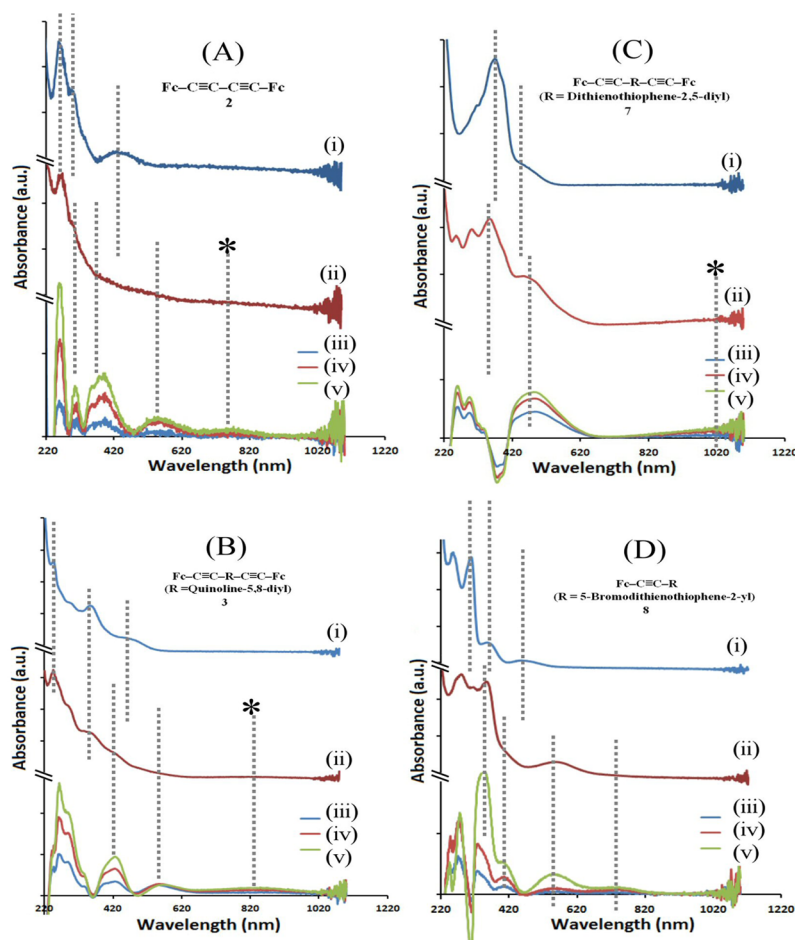 (A)
Fc–C≡C–C≡C–Fc
2
(i)
(ii)
(iii)
(iv)
(v)
*
Absorbance (a.u.)
220 420 620 820 1020 1220
Wavelength (nm)
(C)
Fc–C≡C–R–C≡C–Fc
(R = Dithienothiophene-2,5-diyl)
7
(i)
(ii)
(iii)
(iv)
(v)
*
Absorbance (a.u.)
220 420 620 820 1020 1220
Wavelength (nm)
(B)
Fc–C≡C–R–C≡C–Fc
(R =Quinoline-5,8-diyl)
3
(i)
(ii)
(iii)
(iv)
(v)
*
Absorbance (a.u.)
220 420 620 820 1020 1220
Wavelength (nm)
(D)
Fc–C≡C–R
(R = 5-Bromodithienothiophene-2-yl)
8
(i)
(ii)
(iii)
(iv)
(v)
Absorbance (a.u.)
220 420 620 820 1020 1220
Wavelength (nm)